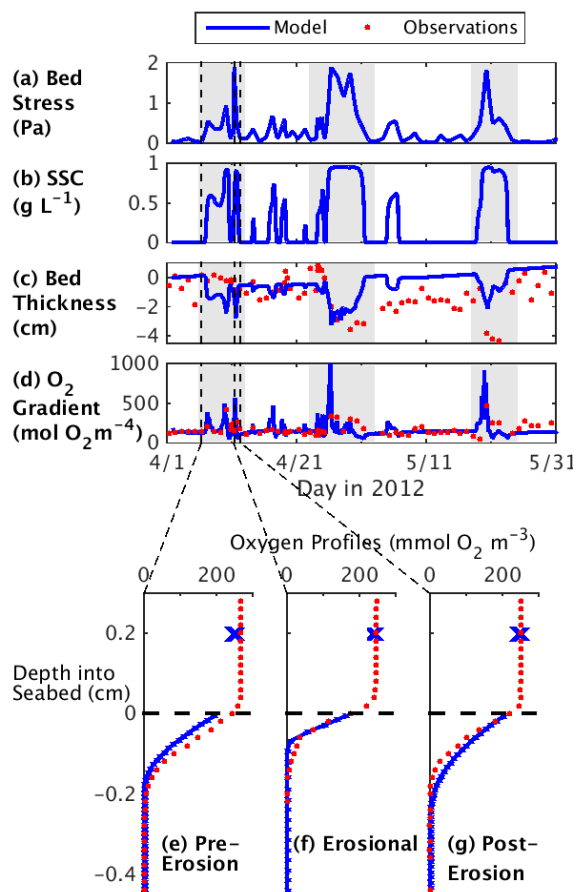 Model Observations
(a) Bed
Stress
(Pa)
2
1
0
(b) SSC
(g L⁻¹)
1
0.5
0
(c) Bed
Thickness
(cm)
0
-2
-4
(d) O₂
Gradient
(mol O₂m⁻⁴)
1000
500
0
4/1 4/21 5/11 5/31
Day in 2012
Oxygen Profiles (mmol O₂ m⁻³)
0 200 0 200 0 200
Depth into
Seabed (cm)
0.2
0
-0.2
-0.4
(e) Pre-
Erosion
(f) Erosional
(g) Post-
Erosion